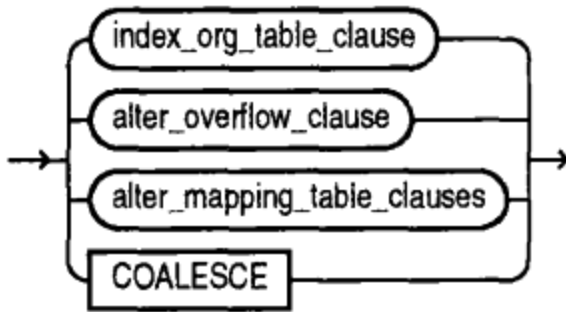 index_org_table_clause
alter_overflow_clause
alter_mapping_table_clauses
COALESCE